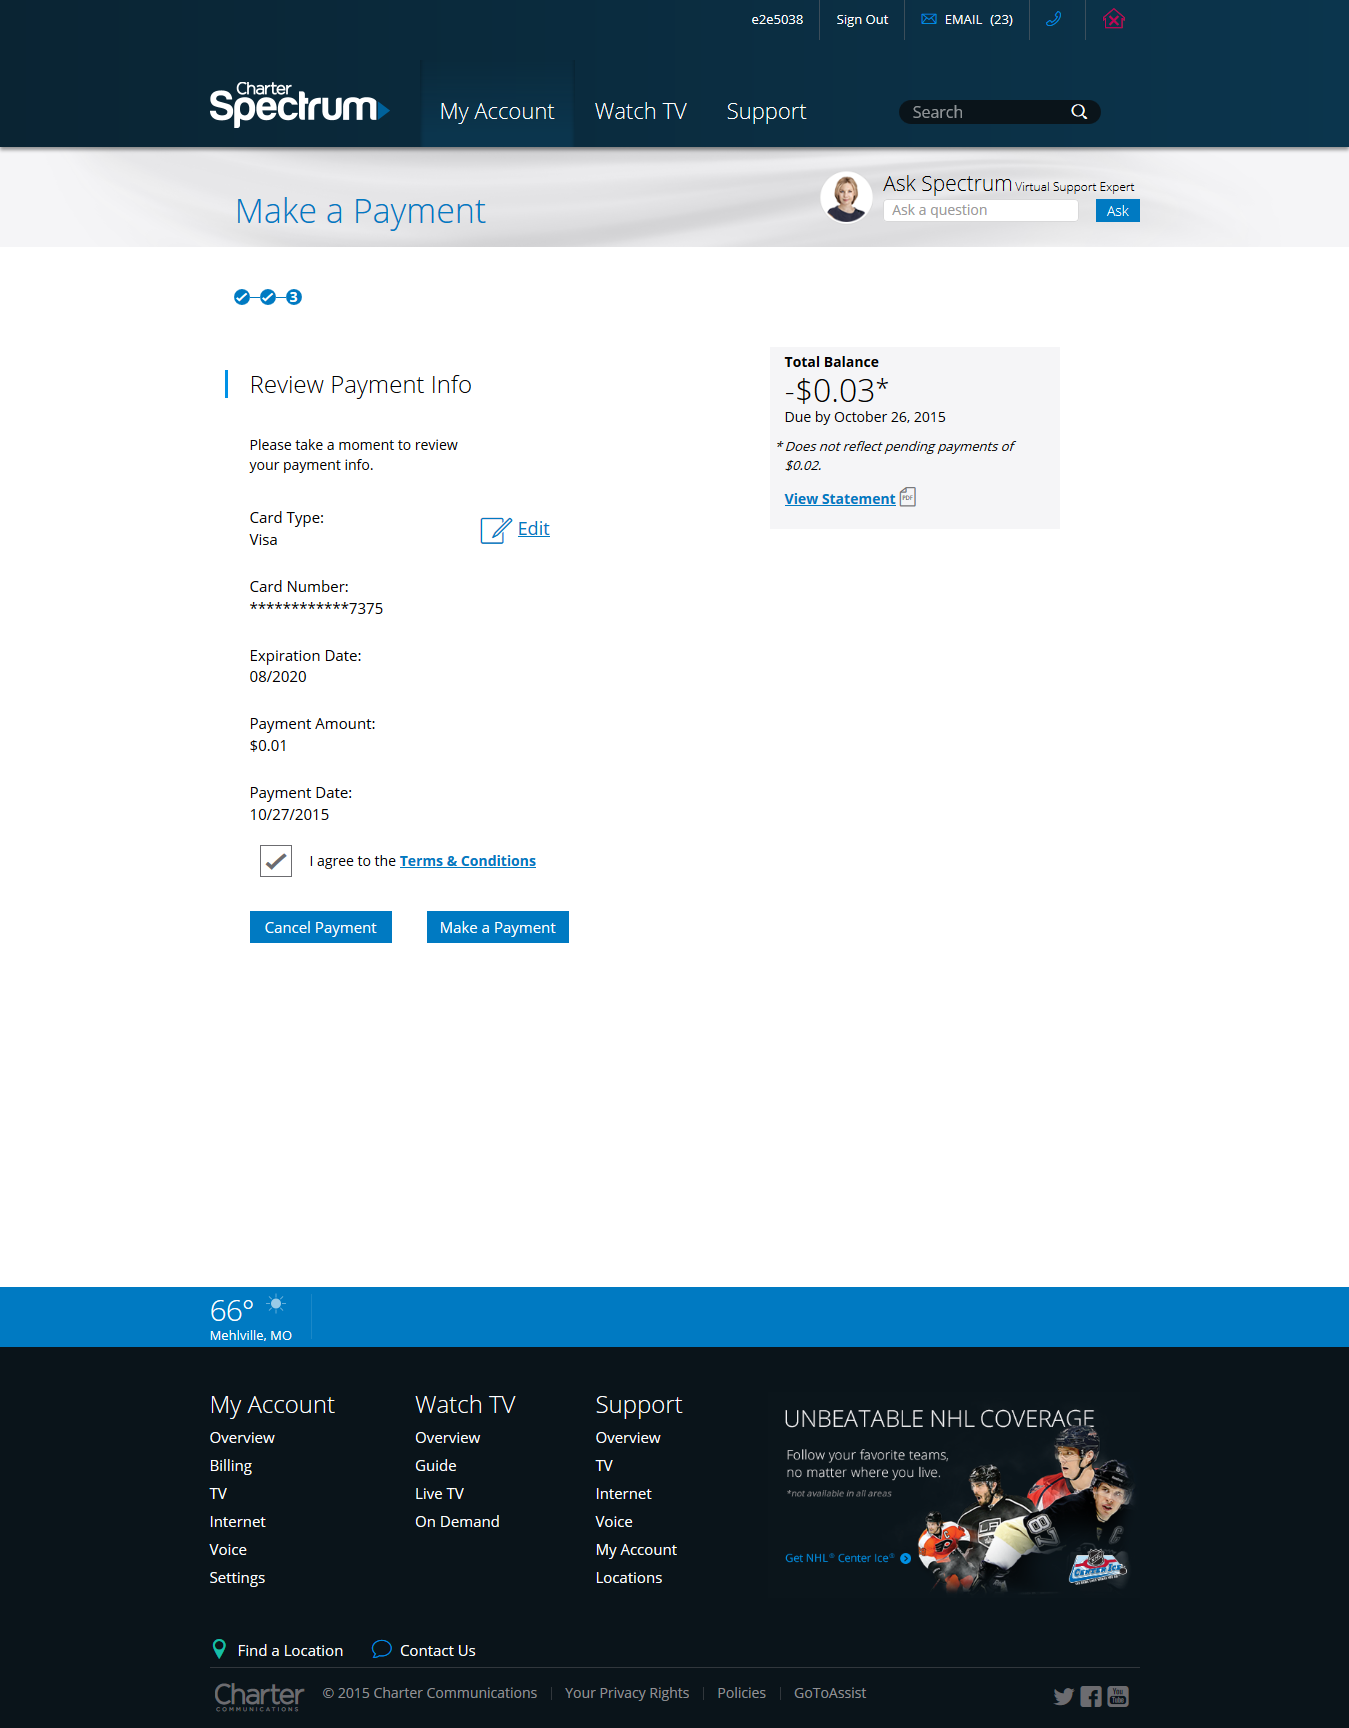 e2e5038
Sign Out
EMAIL (23)
Charter
Spectrum
My Account
Watch TV
Support
Search
Make a Payment
Ask Spectrum Virtual Support Expert
Ask a question
Ask
3
Review Payment Info
Please take a moment to review
your payment info.
Card Type:
Visa
Edit
Card Number:
************7375
Expiration Date:
08/2020
Payment Amount:
$0.01
Payment Date:
10/27/2015
I agree to the Terms & Conditions
Cancel Payment
Make a Payment
Total Balance
-$0.03*
Due by October 26, 2015
* Does not reflect pending payments of
$0.02.
View Statement
PDF
66°
Mehlville, MO
My Account
Overview
Billing
TV
Internet
Voice
Settings
Watch TV
Overview
Guide
Live TV
On Demand
Support
Overview
TV
Internet
Voice
My Account
Locations
UNBEATABLE NHL COVERAGE
Follow your favorite teams,
no matter where you live.
*not available in all areas
Get NHL® Center Ice®
87
Find a Location
Contact Us
Charter
COMMUNICATIONS
© 2015 Charter Communications
Your Privacy Rights
Policies
GoToAssist
You
Tube